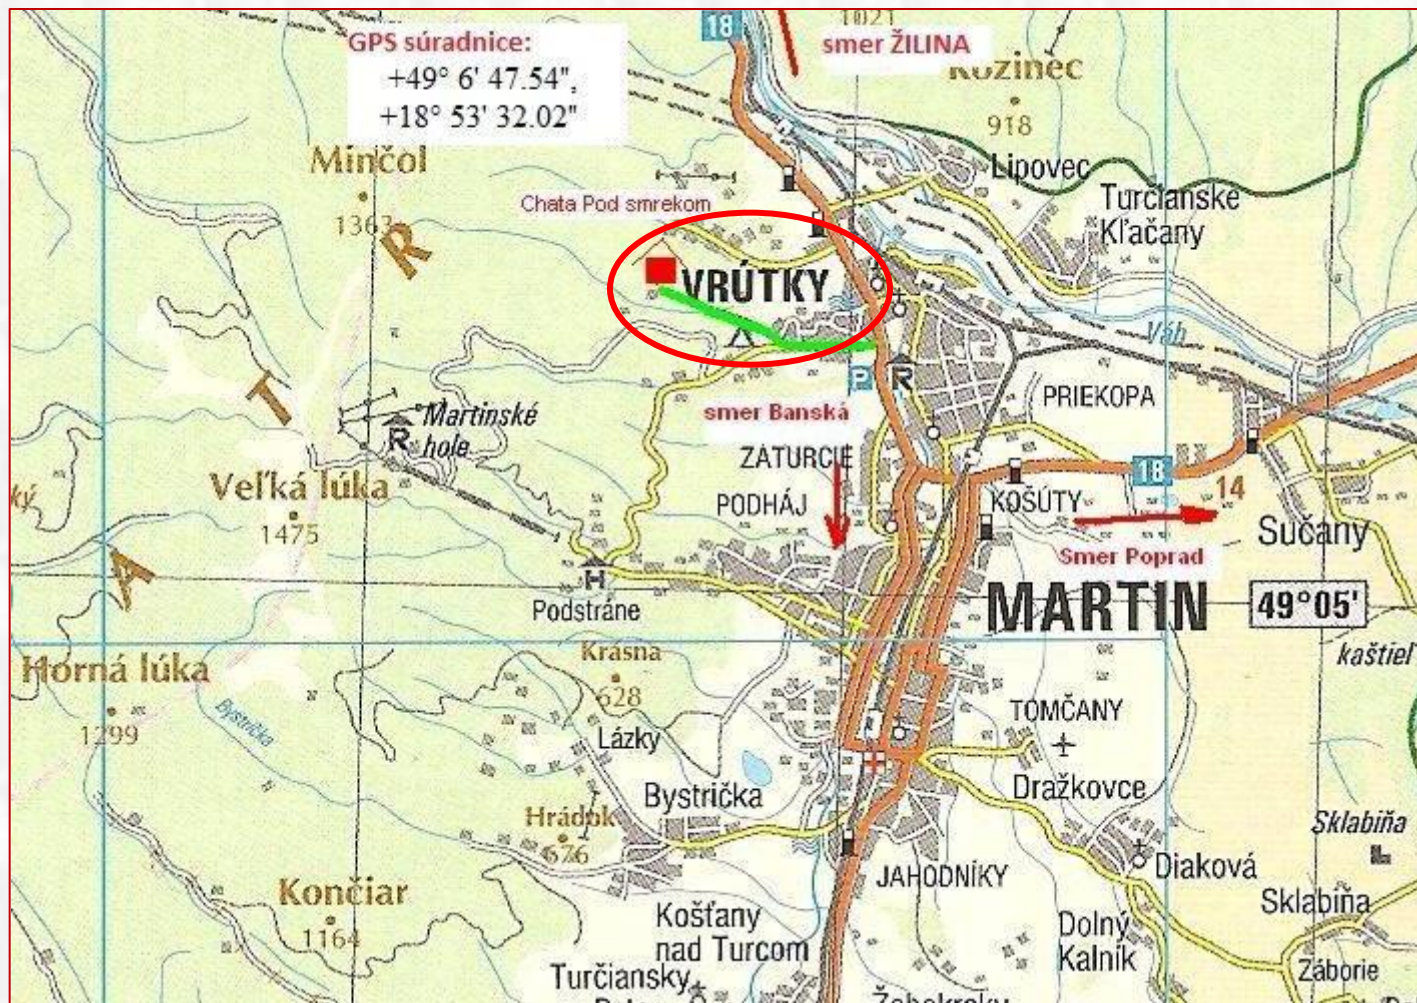 18
1021
smer ŽILINA
GPS súradnice:
+49° 6' 47.54",
+18° 53' 32.02"
Kozinec
918
Minčol
1363
Chata Pod smrekom
Lipovec
Turčianske
Kľačany
T
R
A
VRÚTKY
Váh
P
R
PRIEKOPA
smer Banská
Martinské
hole
R
ZÁTURČIE
PODHÁJ
18
14
KOŠÚTY
Sučany
ký
Veľká lúka
1475
Smer Poprad
H
Podstráne
MARTIN
49°05'
kaštieľ
Horná lúka
1299
Bystrička
Krásna
628
Lázky
TOMČANY
Dražkovce
Bystrička
Hrádok
676
Sklabiňa
Diaková
JAHODNÍKY
Končiar
1164
Košťany
nad Turcom
Dolný
Kalník
Sklabiňa
Záborie
Turčiansky